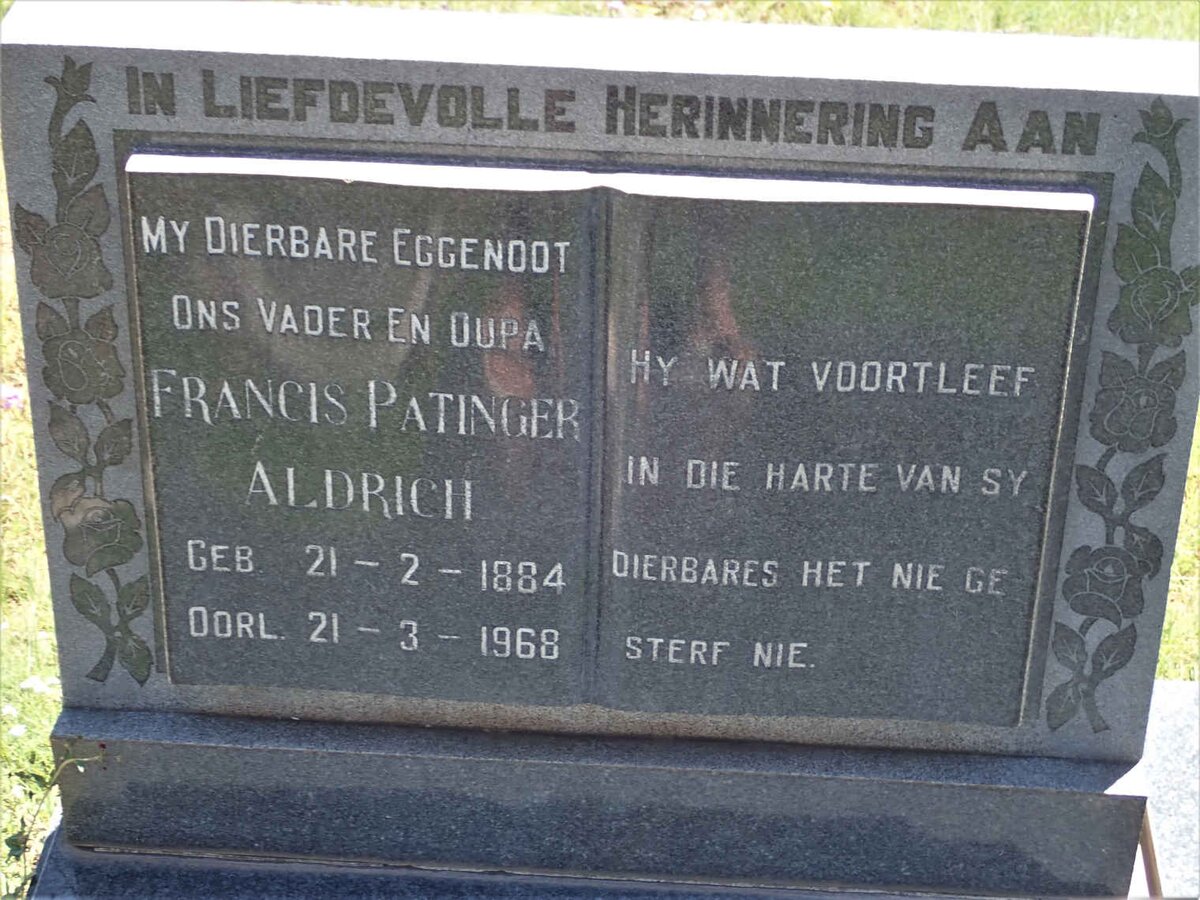 IN LIEFDEVOLLE HERINNERING AAN
MY DIERBARE EGGENOOT
ONS VADER EN OUPA
FRANCIS PATINGER
ALDRICH
GEB. 21 - 2 - 1884
OORL. 21 - 3 - 1968
HY WAT VOORTLEEF
IN DIE HARTE VAN SY
DIERBARES HET NIE GE
STERF NIE.